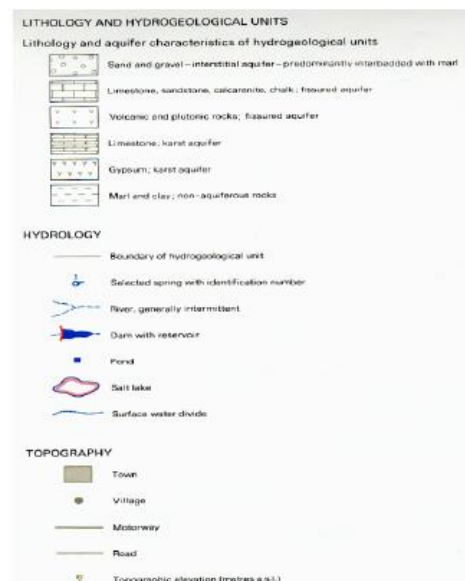 LITHOLOGY AND HYDROGEOLOGICAL UNITS
Lithology and aquifer characteristics of hydrogeological units
Sand and gravel-interstitial aquifer-predominantly interbedded with marl
Limestone, sandstone, calcarenite, chalk; fissured aquifer
Volcanic and plutonic rocks; fissured aquifer
Limestone; karst aquifer
Gypsum; karst aquifer
Marl and clay; non-aquiferous rocks
HYDROLOGY
Boundary of hydrogeological unit
Selected spring with identification number
River, generally intermittent
Dam with reservoir
Pond
Salt lake
Surface water divide
TOPOGRAPHY
Town
Village
Motorway
Road
Topographic elevation (metres a.s.l.)